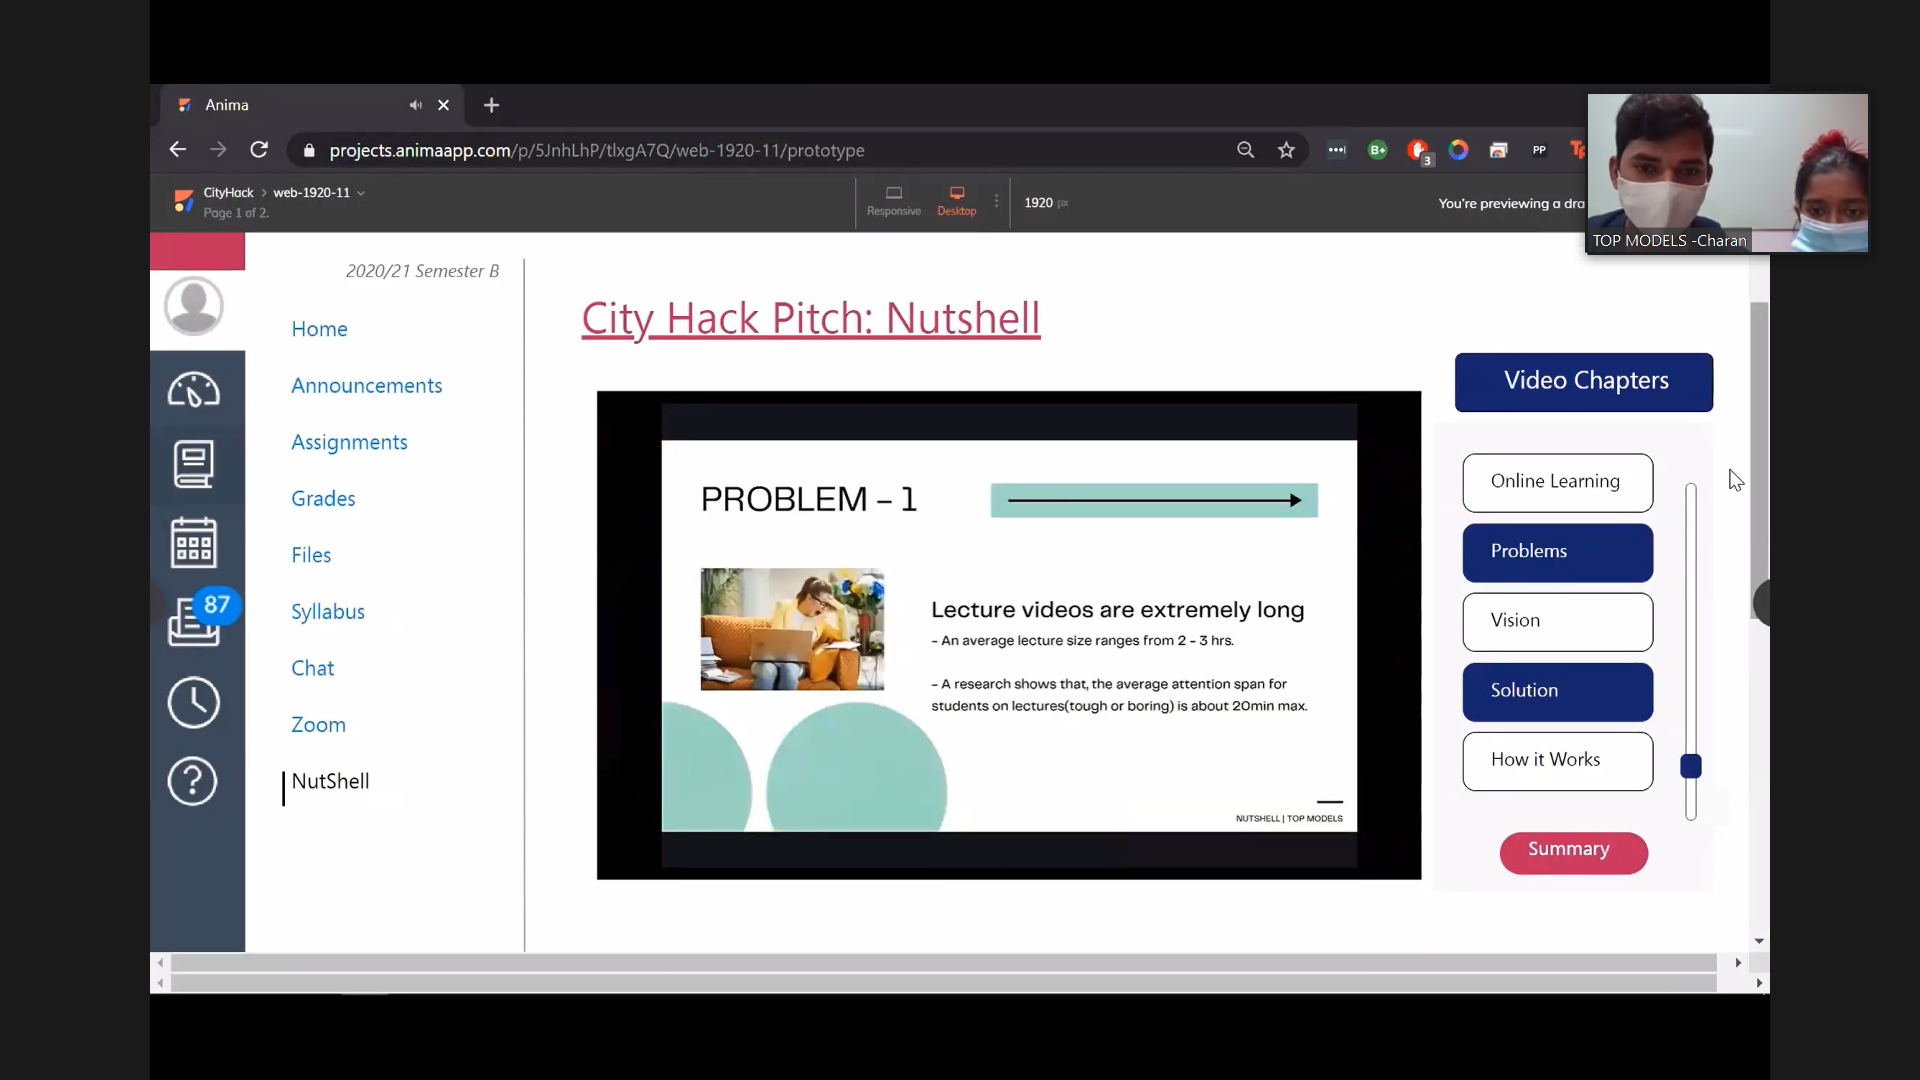 Anima
projects.animaapp.com/p/5JnhLhP/tlxgA7Q/web-1920-11/prototype
B+
3
PP
CityHack > web-1920-11
Page 1 of 2.
Responsive
Desktop
1920 px
You're previewing a dra
TOP MODELS -Charan
2020/21 Semester B
Home
Announcements
Assignments
Grades
Files
Syllabus
Chat
Zoom
NutShell
87
City Hack Pitch: Nutshell
PROBLEM – 1
Lecture videos are extremely long
- An average lecture size ranges from 2 - 3 hrs.
- A research shows that, the average attention span for
students on lectures(tough or boring) is about 20min max.
NUTSHELL | TOP MODELS
Video Chapters
Online Learning
Problems
Vision
Solution
How it Works
Summary